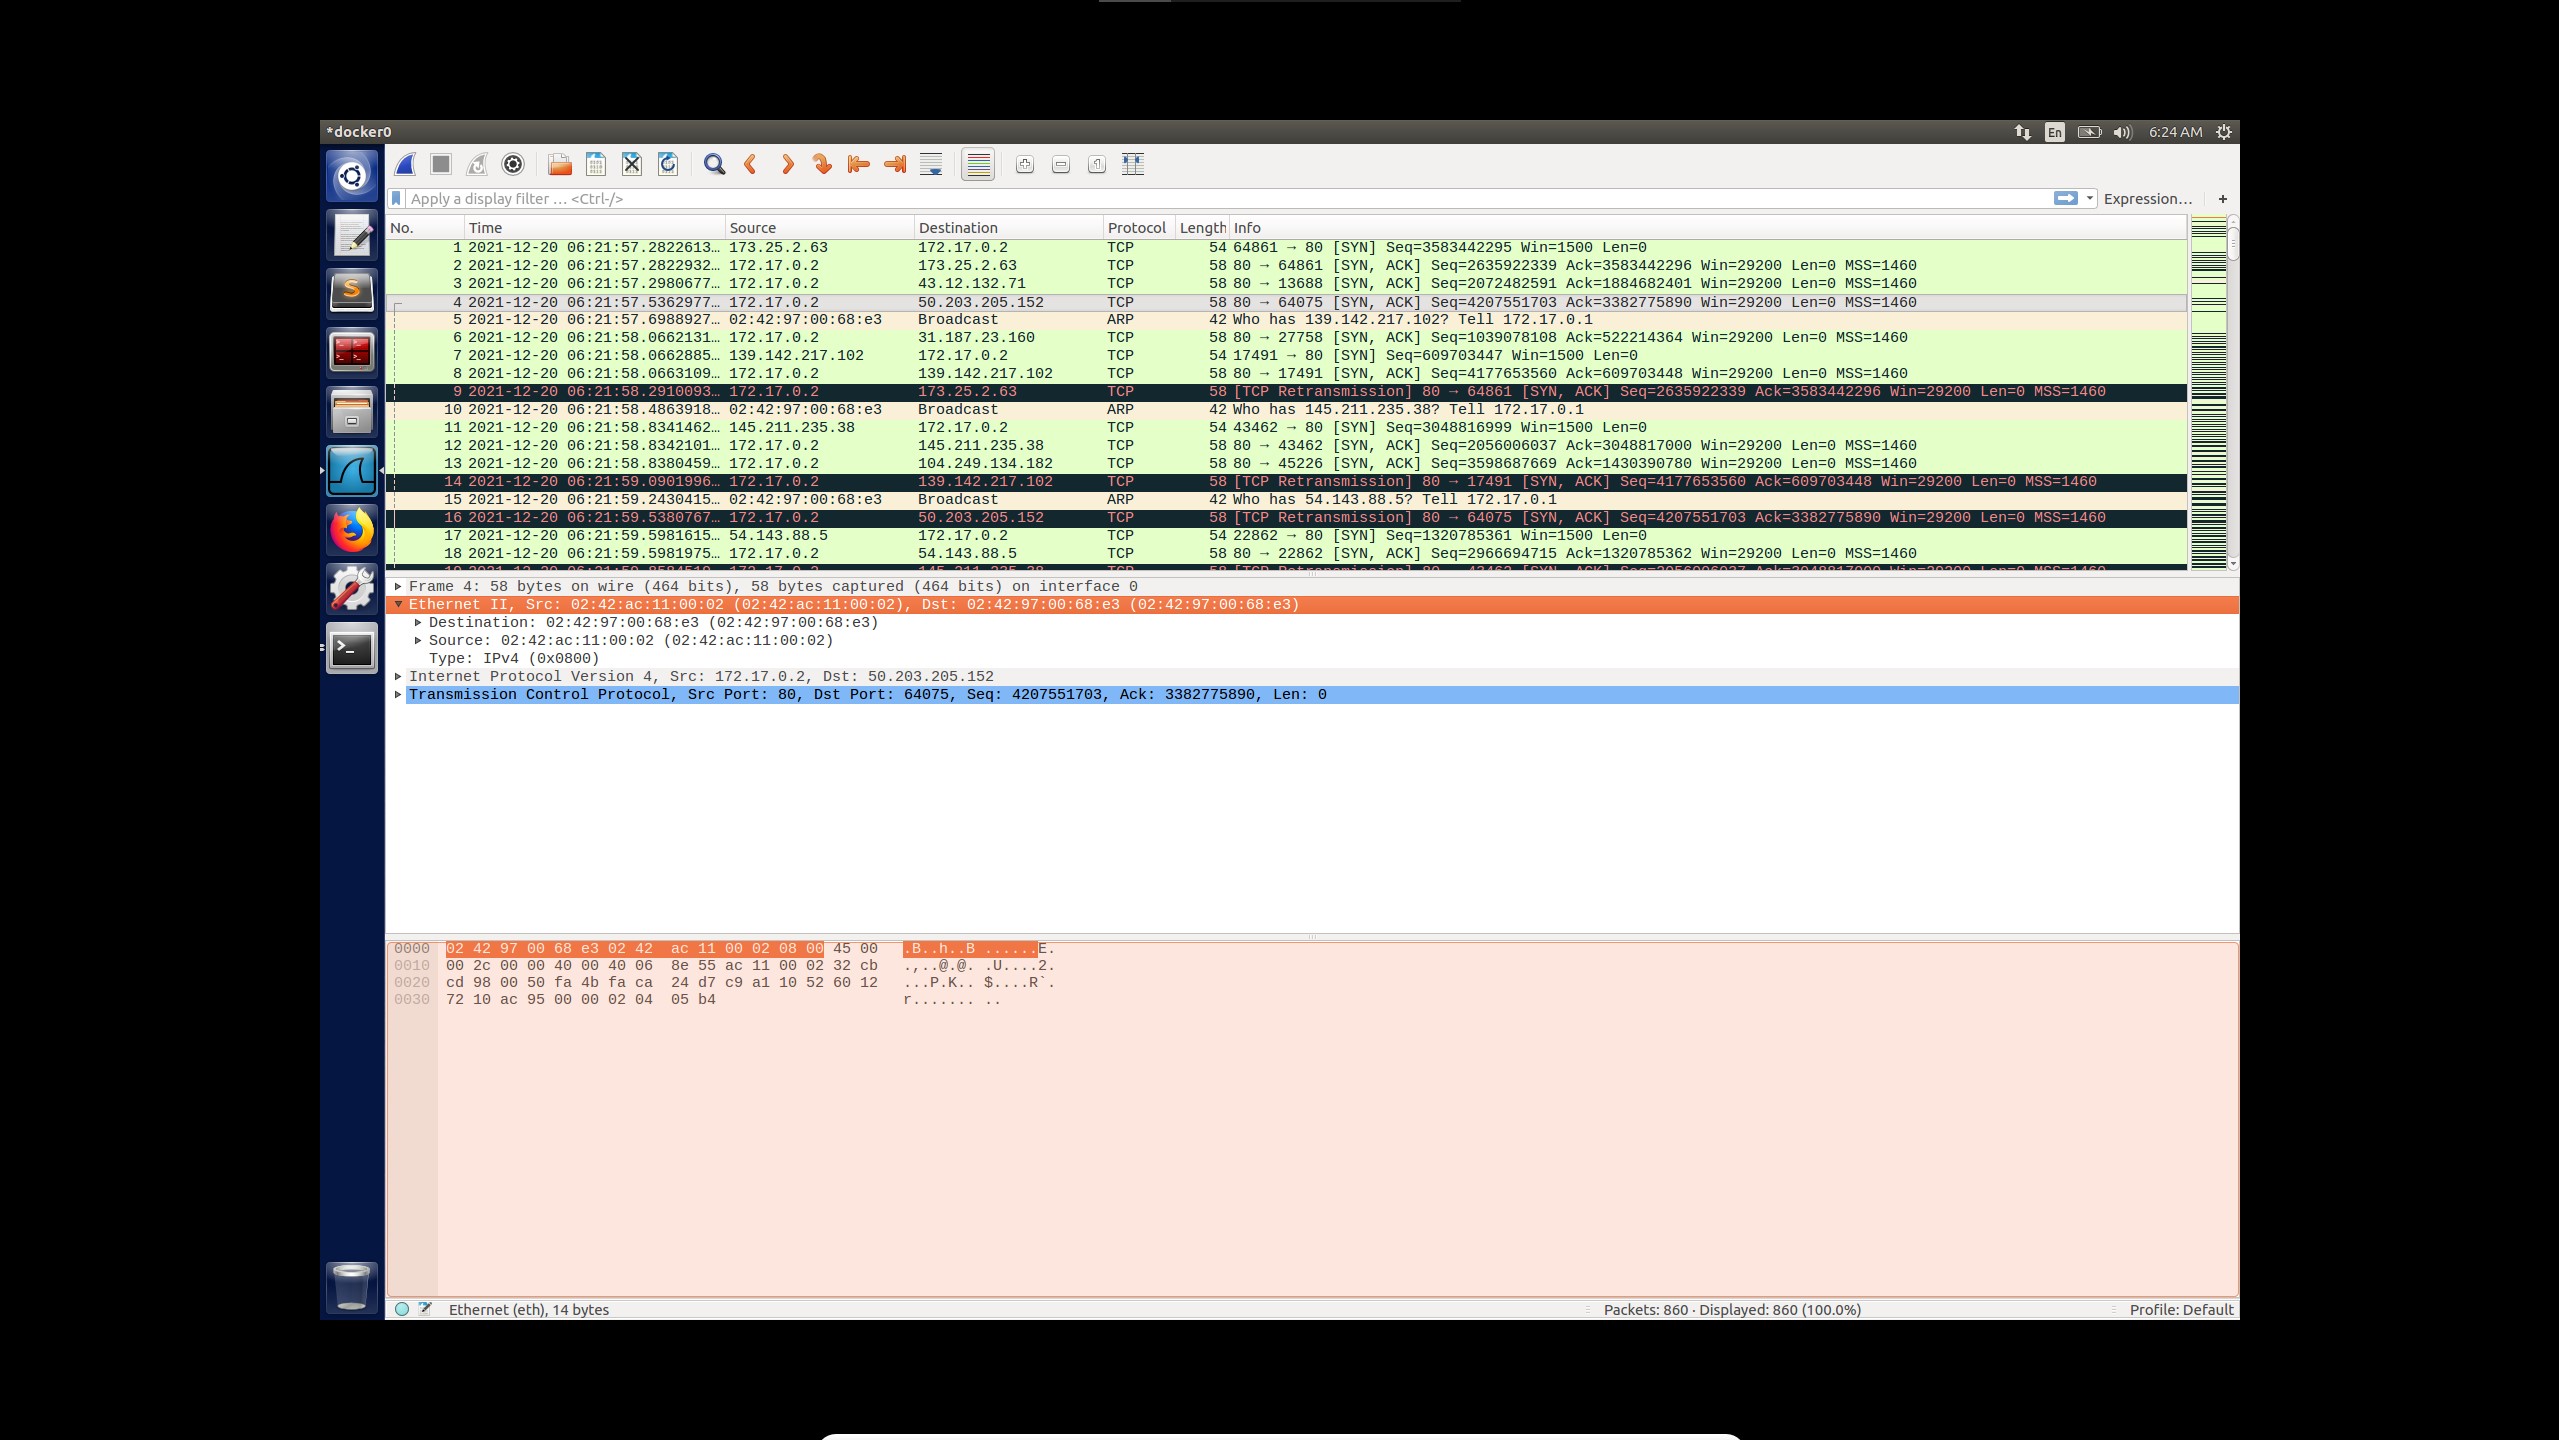 *docker0
En
6:24 AM
Apply a display filter … <Ctrl-/>
Expression…
+
No. Time Source Destination Protocol Length Info
1 2021-12-20 06:21:57.2822613… 173.25.2.63 172.17.0.2 TCP 54 64861 → 80 [SYN] Seq=3583442295 Win=1500 Len=0
2 2021-12-20 06:21:57.2822932… 172.17.0.2 173.25.2.63 TCP 58 80 → 64861 [SYN, ACK] Seq=2635922339 Ack=3583442296 Win=29200 Len=0 MSS=1460
3 2021-12-20 06:21:57.2980677… 172.17.0.2 43.12.132.71 TCP 58 80 → 13688 [SYN, ACK] Seq=2072482591 Ack=1884682401 Win=29200 Len=0 MSS=1460
4 2021-12-20 06:21:57.5362977… 172.17.0.2 50.203.205.152 TCP 58 80 → 64075 [SYN, ACK] Seq=4207551703 Ack=3382775890 Win=29200 Len=0 MSS=1460
5 2021-12-20 06:21:57.6988927… 02:42:97:00:68:e3 Broadcast ARP 42 Who has 139.142.217.102? Tell 172.17.0.1
6 2021-12-20 06:21:58.0662131… 172.17.0.2 31.187.23.160 TCP 58 80 → 27758 [SYN, ACK] Seq=1039078108 Ack=522214364 Win=29200 Len=0 MSS=1460
7 2021-12-20 06:21:58.0662885… 139.142.217.102 172.17.0.2 TCP 54 17491 → 80 [SYN] Seq=609703447 Win=1500 Len=0
8 2021-12-20 06:21:58.0663109… 172.17.0.2 139.142.217.102 TCP 58 80 → 17491 [SYN, ACK] Seq=4177653560 Ack=609703448 Win=29200 Len=0 MSS=1460
9 2021-12-20 06:21:58.2910093… 172.17.0.2 173.25.2.63 TCP 58 [TCP Retransmission] 80 → 64861 [SYN, ACK] Seq=2635922339 Ack=3583442296 Win=29200 Len=0 MSS=1460
10 2021-12-20 06:21:58.4863918… 02:42:97:00:68:e3 Broadcast ARP 42 Who has 145.211.235.38? Tell 172.17.0.1
11 2021-12-20 06:21:58.8341462… 145.211.235.38 172.17.0.2 TCP 54 43462 → 80 [SYN] Seq=3048816999 Win=1500 Len=0
12 2021-12-20 06:21:58.8342101… 172.17.0.2 145.211.235.38 TCP 58 80 → 43462 [SYN, ACK] Seq=2056006037 Ack=3048817000 Win=29200 Len=0 MSS=1460
13 2021-12-20 06:21:58.8380459… 172.17.0.2 104.249.134.182 TCP 58 80 → 45226 [SYN, ACK] Seq=3598687669 Ack=1430390780 Win=29200 Len=0 MSS=1460
14 2021-12-20 06:21:59.0901996… 172.17.0.2 139.142.217.102 TCP 58 [TCP Retransmission] 80 → 17491 [SYN, ACK] Seq=4177653560 Ack=609703448 Win=29200 Len=0 MSS=1460
15 2021-12-20 06:21:59.2430415… 02:42:97:00:68:e3 Broadcast ARP 42 Who has 54.143.88.5? Tell 172.17.0.1
16 2021-12-20 06:21:59.5380767… 172.17.0.2 50.203.205.152 TCP 58 [TCP Retransmission] 80 → 64075 [SYN, ACK] Seq=4207551703 Ack=3382775890 Win=29200 Len=0 MSS=1460
17 2021-12-20 06:21:59.5981615… 54.143.88.5 172.17.0.2 TCP 54 22862 → 80 [SYN] Seq=1320785361 Win=1500 Len=0
18 2021-12-20 06:21:59.5981975… 172.17.0.2 54.143.88.5 TCP 58 80 → 22862 [SYN, ACK] Seq=2966694715 Ack=1320785362 Win=29200 Len=0 MSS=1460
Frame 4: 58 bytes on wire (464 bits), 58 bytes captured (464 bits) on interface 0
Ethernet II, Src: 02:42:ac:11:00:02 (02:42:ac:11:00:02), Dst: 02:42:97:00:68:e3 (02:42:97:00:68:e3)
Destination: 02:42:97:00:68:e3 (02:42:97:00:68:e3)
Source: 02:42:ac:11:00:02 (02:42:ac:11:00:02)
Type: IPv4 (0x0800)
Internet Protocol Version 4, Src: 172.17.0.2, Dst: 50.203.205.152
Transmission Control Protocol, Src Port: 80, Dst Port: 64075, Seq: 4207551703, Ack: 3382775890, Len: 0
0000 02 42 97 00 68 e3 02 42 ac 11 00 02 08 00 45 00 .B..h..B ......E.
0010 00 2c 00 00 40 00 40 06 8e 55 ac 11 00 02 32 cb .,..@.@. .U....2.
0020 cd 98 00 50 fa 4b fa ca 24 d7 c9 a1 10 52 60 12 ...P.K.. $....R`.
0030 72 10 ac 95 00 00 02 04 05 b4 r....... ..
Ethernet (eth), 14 bytes
Packets: 860 · Displayed: 860 (100.0%)
Profile: Default